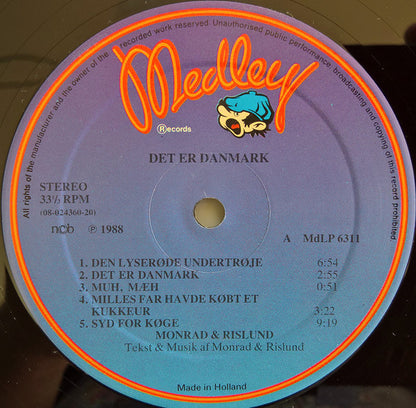 All rights of the manufacturer and the owner of the recorded work reserved. Unauthorised public performance, broadcasting and copying of this record prohibited.
Medley
Ⓡecords
DET ER DANMARK
STEREO
33⅓ RPM
(08-024360-20)
ncb ℗ 1988
A MdLP 6311
1. DEN LYSERØDE UNDERTRØJE 6:54
2. DET ER DANMARK 2:55
3. MUH, MÆH 0:51
4. MILLES FAR HAVDE KØBT ET
KUKKEUR 3:22
5. SYD FOR KØGE 9:19
MONRAD & RISLUND
Tekst & Musik af Monrad & Rislund
Made in Holland